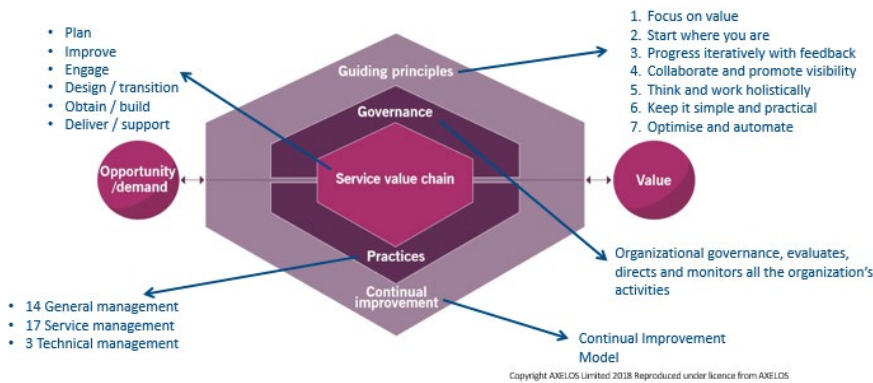 • Plan
• Improve
• Engage
• Design / transition
• Obtain / build
• Deliver / support
1. Focus on value
2. Start where you are
3. Progress iteratively with feedback
4. Collaborate and promote visibility
5. Think and work holistically
6. Keep it simple and practical
7. Optimise and automate
Guiding principles
Governance
Opportunity
/demand
Service value chain
Value
Practices
Continual
improvement
Organizational governance, evaluates,
directs and monitors all the organization’s
activities
• 14 General management
• 17 Service management
• 3 Technical management
Continual Improvement
Model
Copyright AXELOS Limited 2018 Reproduced under licence from AXELOS